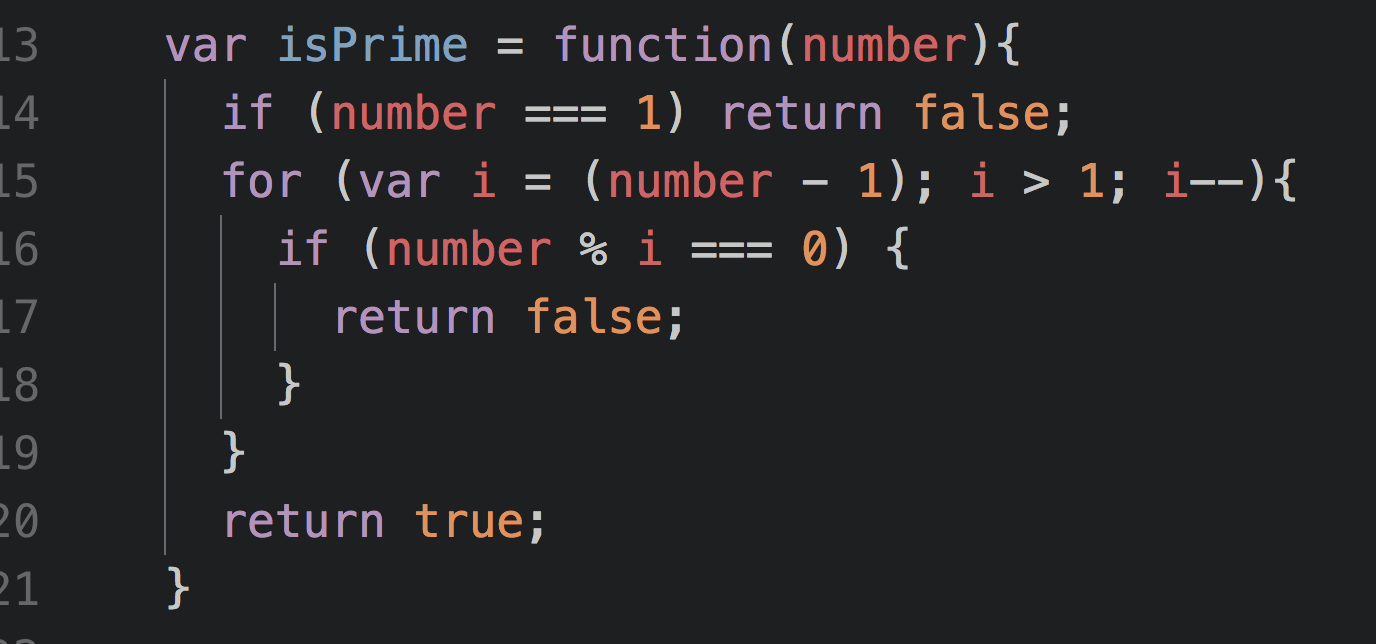 13 var isPrime = function(number){
14 if (number === 1) return false;
15 for (var i = (number - 1); i > 1; i--){
16 if (number % i === 0) {
17 return false;
18 }
19 }
20 return true;
21 }